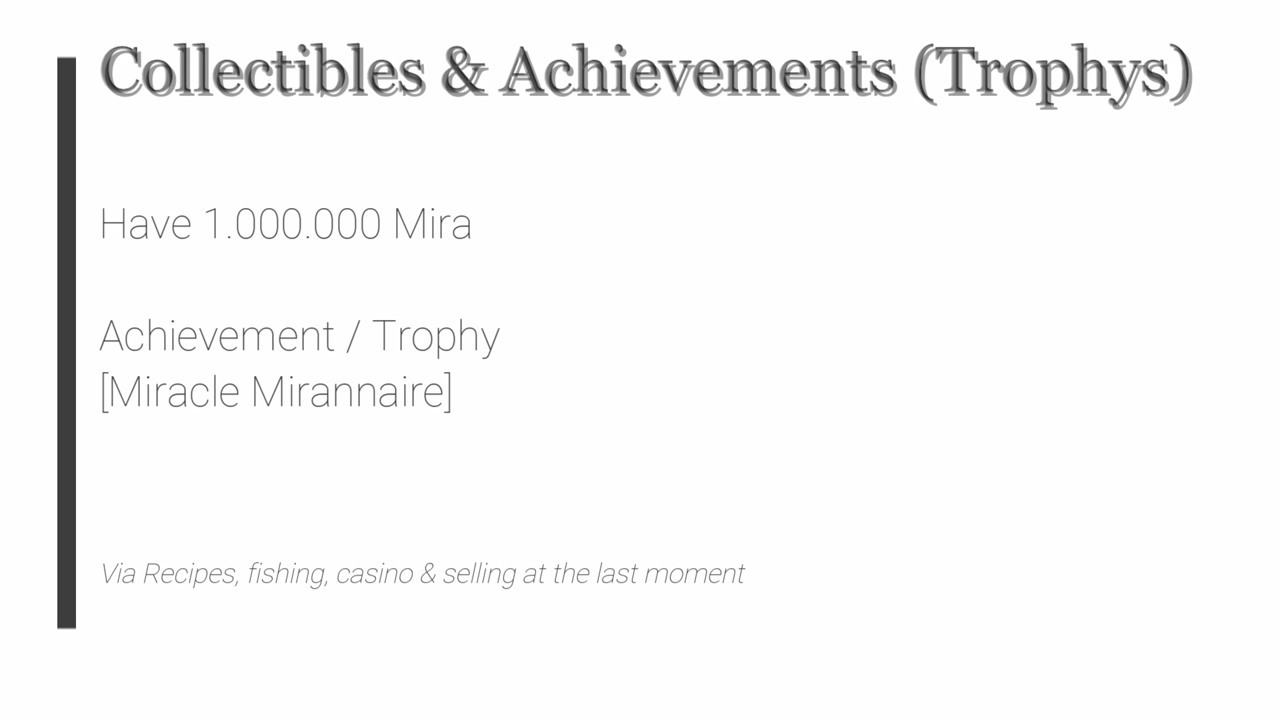 Collectibles & Achievements (Trophys)
Have 1.000.000 Mira
Achievement / Trophy
[Miracle Mirannaire]
Via Recipes, fishing, casino & selling at the last moment